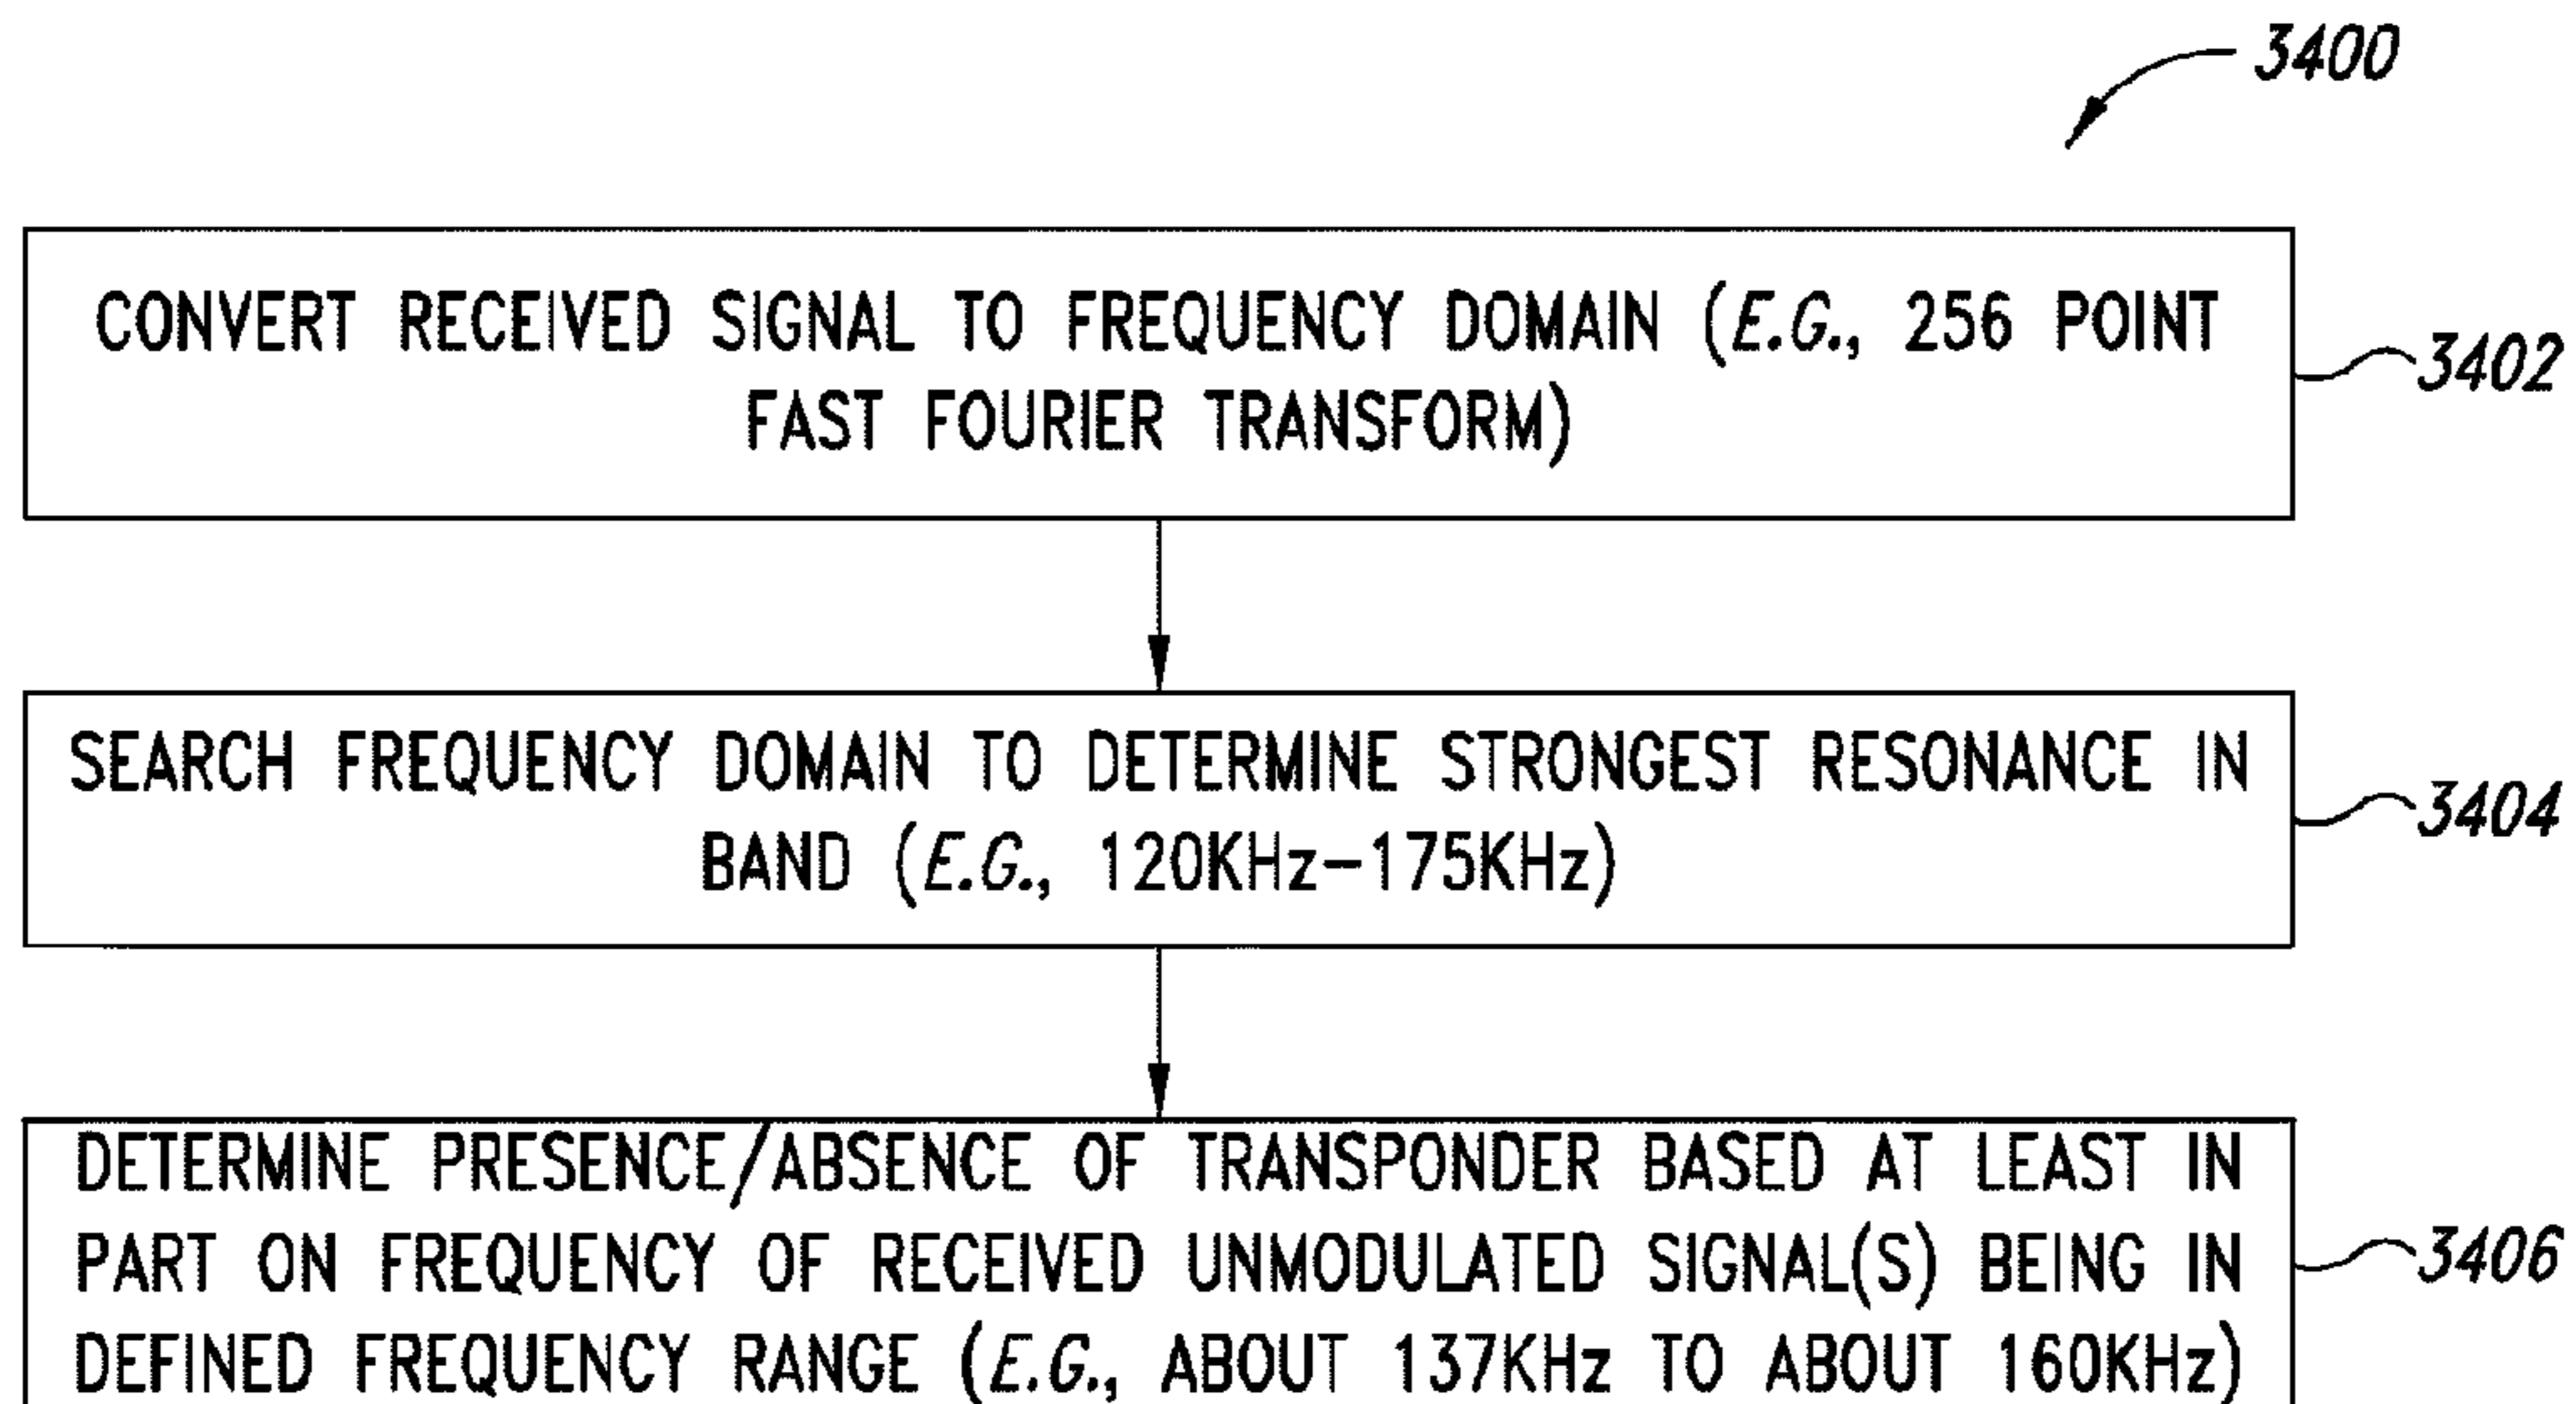 3400
CONVERT RECEIVED SIGNAL TO FREQUENCY DOMAIN (E.G., 256 POINT
FAST FOURIER TRANSFORM)
3402
SEARCH FREQUENCY DOMAIN TO DETERMINE STRONGEST RESONANCE IN
BAND (E.G., 120KHz-175KHz)
3404
DETERMINE PRESENCE/ABSENCE OF TRANSPONDER BASED AT LEAST IN
PART ON FREQUENCY OF RECEIVED UNMODULATED SIGNAL(S) BEING IN
DEFINED FREQUENCY RANGE (E.G., ABOUT 137KHz TO ABOUT 160KHz)
3406